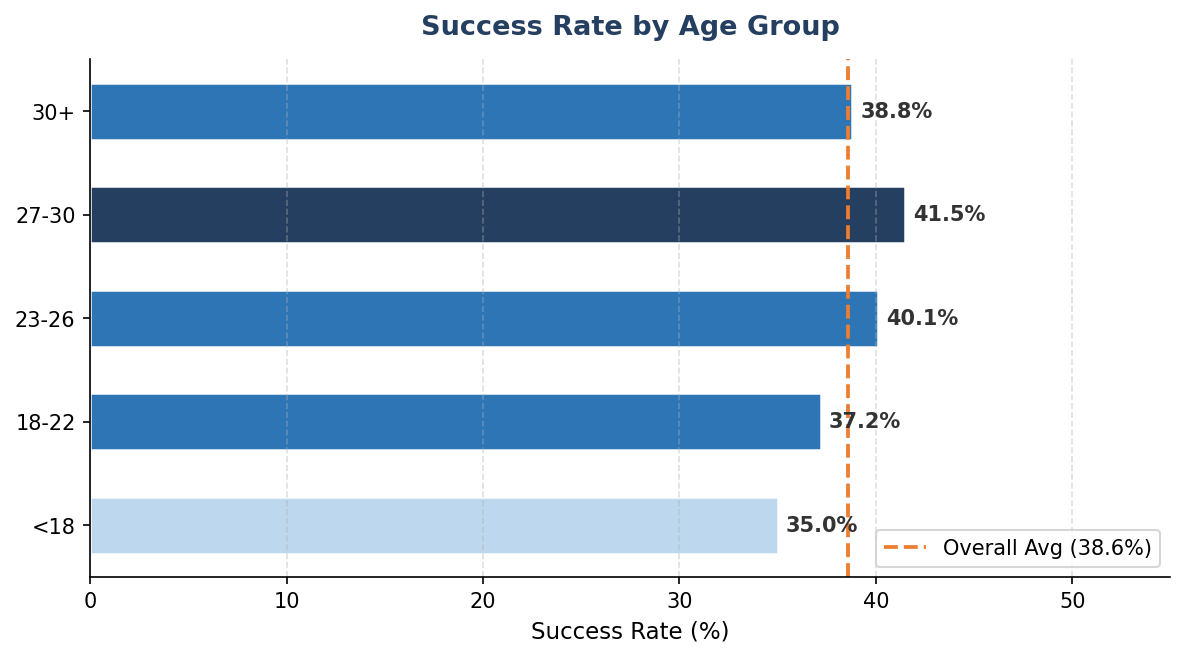 Success Rate by Age Group
30+
38.8%
27-30
41.5%
23-26
40.1%
18-22
37.2%
<18
35.0%
Overall Avg (38.6%)
0 10 20 30 40 50
Success Rate (%)